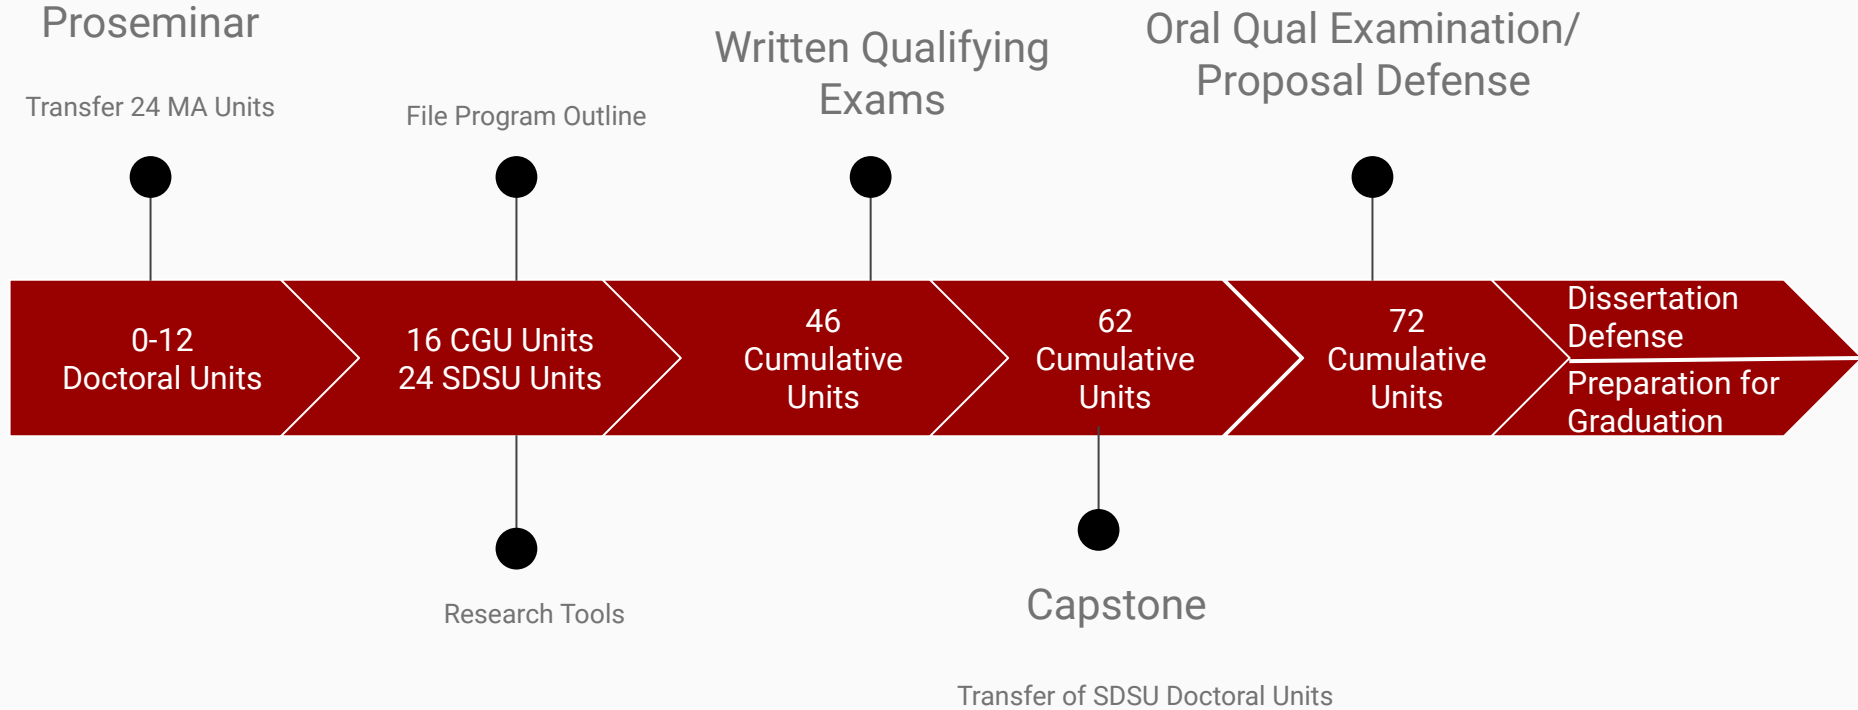 Proseminar
Transfer 24 MA Units
File Program Outline
Written Qualifying
Exams
Oral Qual Examination/
Proposal Defense
0-12
Doctoral Units
16 CGU Units
24 SDSU Units
46
Cumulative
Units
62
Cumulative
Units
72
Cumulative
Units
Dissertation
Defense
Preparation for
Graduation
Research Tools
Capstone
Transfer of SDSU Doctoral Units